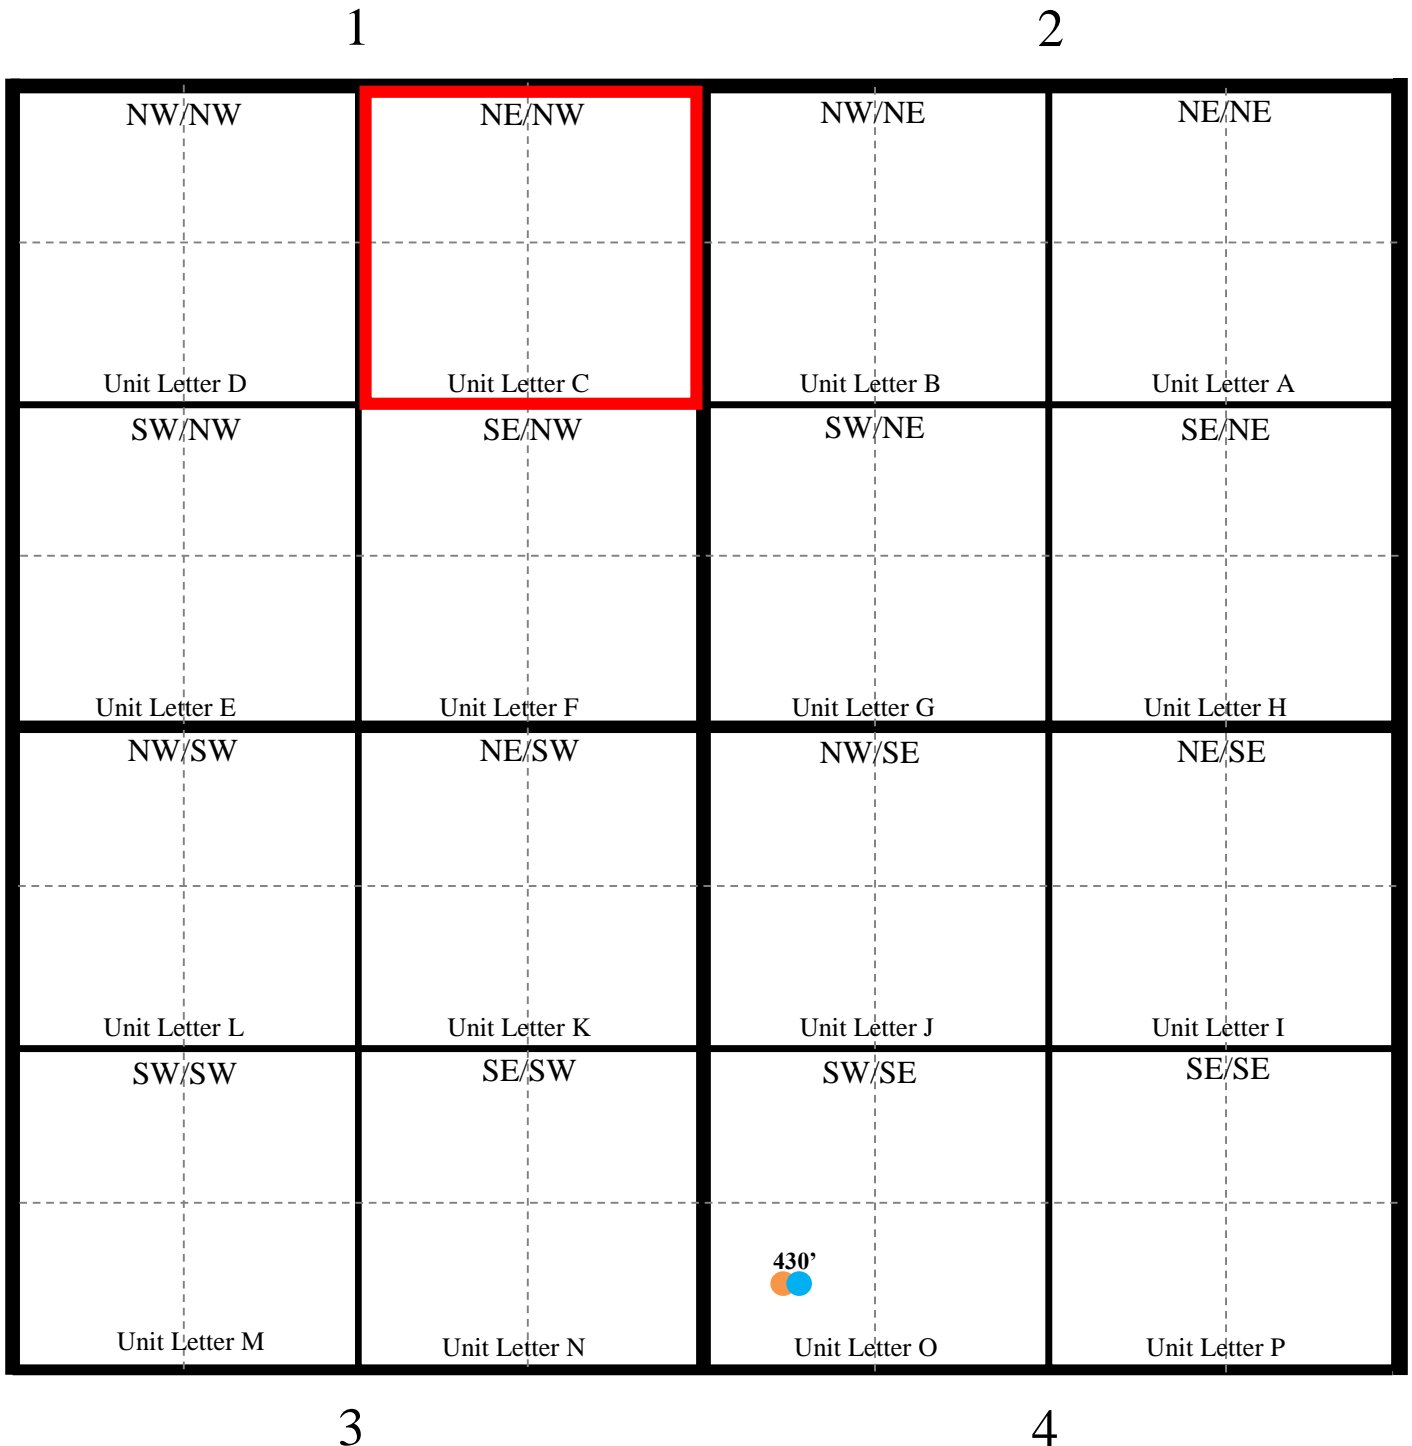 1 2
NW/NW NE/NW NW/NE NE/NE
Unit Letter D Unit Letter C Unit Letter B Unit Letter A
SW/NW SE/NW SW/NE SE/NE
Unit Letter E Unit Letter F Unit Letter G Unit Letter H
NW/SW NE/SW NW/SE NE/SE
Unit Letter L Unit Letter K Unit Letter J Unit Letter I
SW/SW SE/SW SW/SE SE/SE
430’
Unit Letter M Unit Letter N Unit Letter O Unit Letter P
3 4